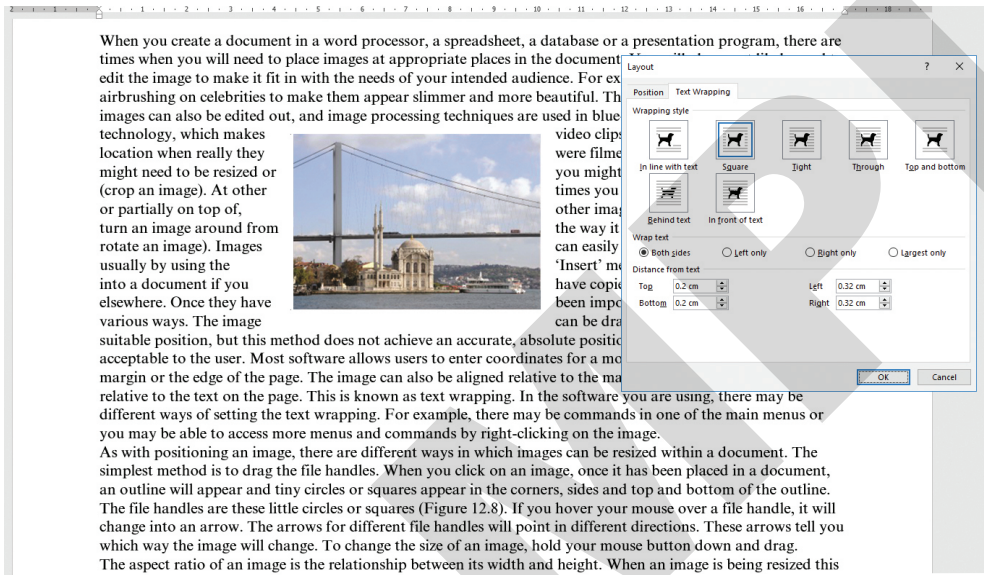 2 1 1 2 3 4 5 6 7 8 9 10 11 12 13 14 15 16 18
When you create a document in a word processor, a spreadsheet, a database or a presentation program, there are
times when you will need to place images at appropriate places in the document
edit the image to make it fit in with the needs of your intended audience. For ex
airbrushing on celebrities to make them appear slimmer and more beautiful. Th
images can also be edited out, and image processing techniques are used in blue
technology, which makes video clips
location when really they were filme
might need to be resized or you might
(crop an image). At other times you
or partially on top of, other imag
turn an image around from the way it
rotate an image). Images can easily
usually by using the 'Insert' me
into a document if you have copie
elsewhere. Once they have been impo
various ways. The image can be dra
suitable position, but this method does not achieve an accurate, absolute positio
acceptable to the user. Most software allows users to enter coordinates for a mo
margin or the edge of the page. The image can also be aligned relative to the ma
relative to the text on the page. This is known as text wrapping. In the software you are using, there may be
different ways of setting the text wrapping. For example, there may be commands in one of the main menus or
you may be able to access more menus and commands by right-clicking on the image.
As with positioning an image, there are different ways in which images can be resized within a document. The
simplest method is to drag the file handles. When you click on an image, once it has been placed in a document,
an outline will appear and tiny circles or squares appear in the corners, sides and top and bottom of the outline.
The file handles are these little circles or squares (Figure 12.8). If you hover your mouse over a file handle, it will
change into an arrow. The arrows for different file handles will point in different directions. These arrows tell you
which way the image will change. To change the size of an image, hold your mouse button down and drag.
The aspect ratio of an image is the relationship between its width and height. When an image is being resized this
Layout ? ×
Position Text Wrapping
Wrapping style
In line with text Square Tight Through Top and bottom
Behind text In front of text
Wrap text
Both sides Left only Right only Largest only
Distance from text
Top 0.2 cm Left 0.32 cm
Bottom 0.2 cm Right 0.32 cm
OK Cancel